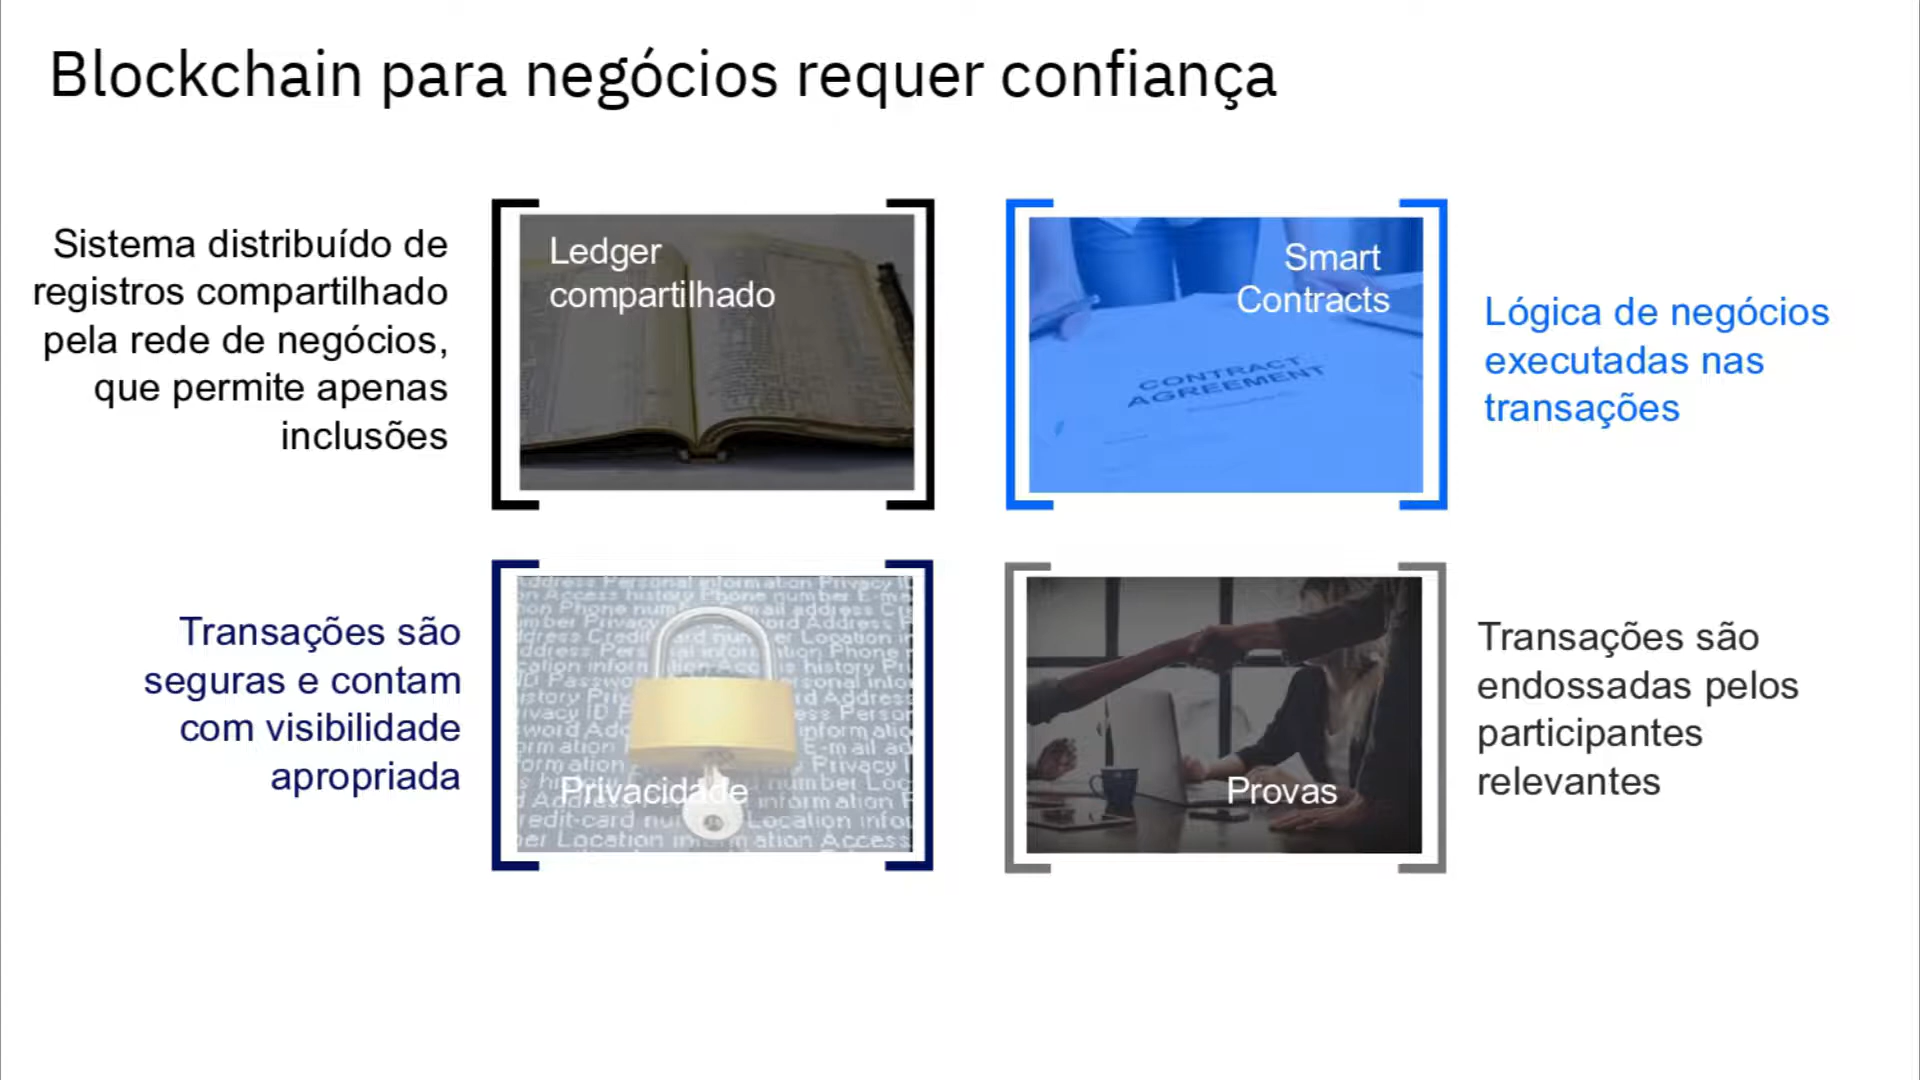 Blockchain para negócios requer confiança
Sistema distribuído de
registros compartilhado
pela rede de negócios,
que permite apenas
inclusões
Ledger
compartilhado
Smart
Contracts
CONTRACT
AGREEMENT
Lógica de negócios
executadas nas
transações
Transações são
seguras e contam
com visibilidade
apropriada
Privacidade
Provas
Transações são
endossadas pelos
participantes
relevantes